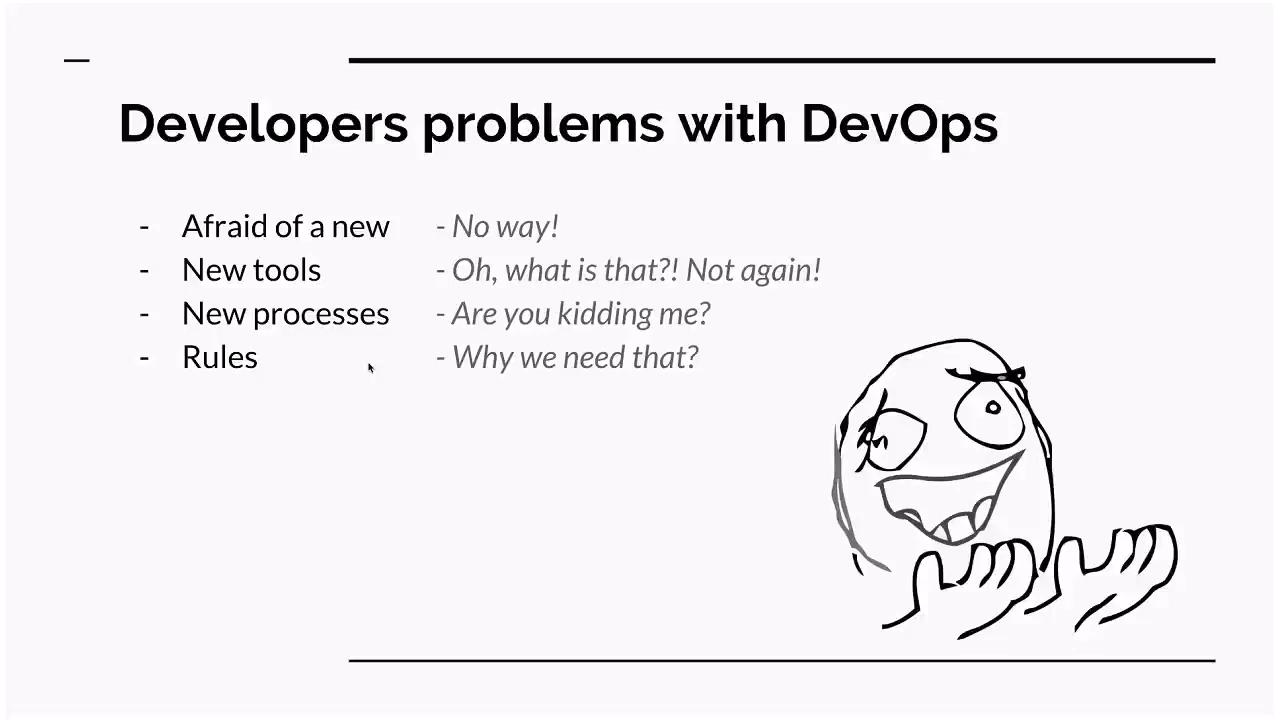 Developers problems with DevOps
- Afraid of a new - No way!
- New tools - Oh, what is that?! Not again!
- New processes - Are you kidding me?
- Rules - Why we need that?